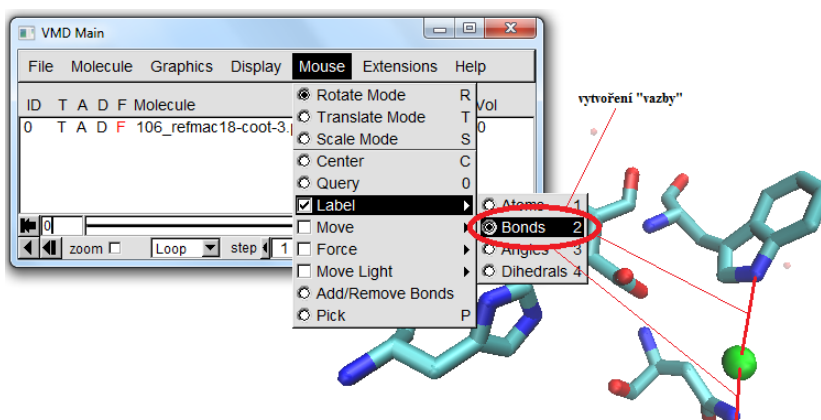 VMD Main
File Molecule Graphics Display Mouse Extensions Help
ID T A D F Molecule Vol
0 T A D F 106_refmac18-coot-3. 0
Rotate Mode R
Translate Mode T
Scale Mode S
Center C
Query 0
Label
Move
Force
Move Light
Add/Remove Bonds
Pick P
Atoms 1
Bonds 2
Angles 3
Dihedrals 4
0
zoom Loop step 1
vytvoření "vazby"